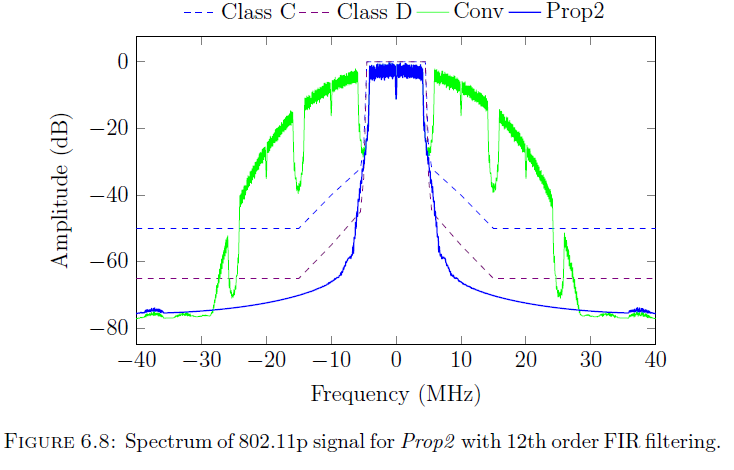 Class C Class D Conv Prop2
0
−20
−40
−60
−80
Amplitude (dB)
−40 −30 −20 −10 0 10 20 30 40
Frequency (MHz)
FIGURE 6.8: Spectrum of 802.11p signal for Prop2 with 12th order FIR filtering.